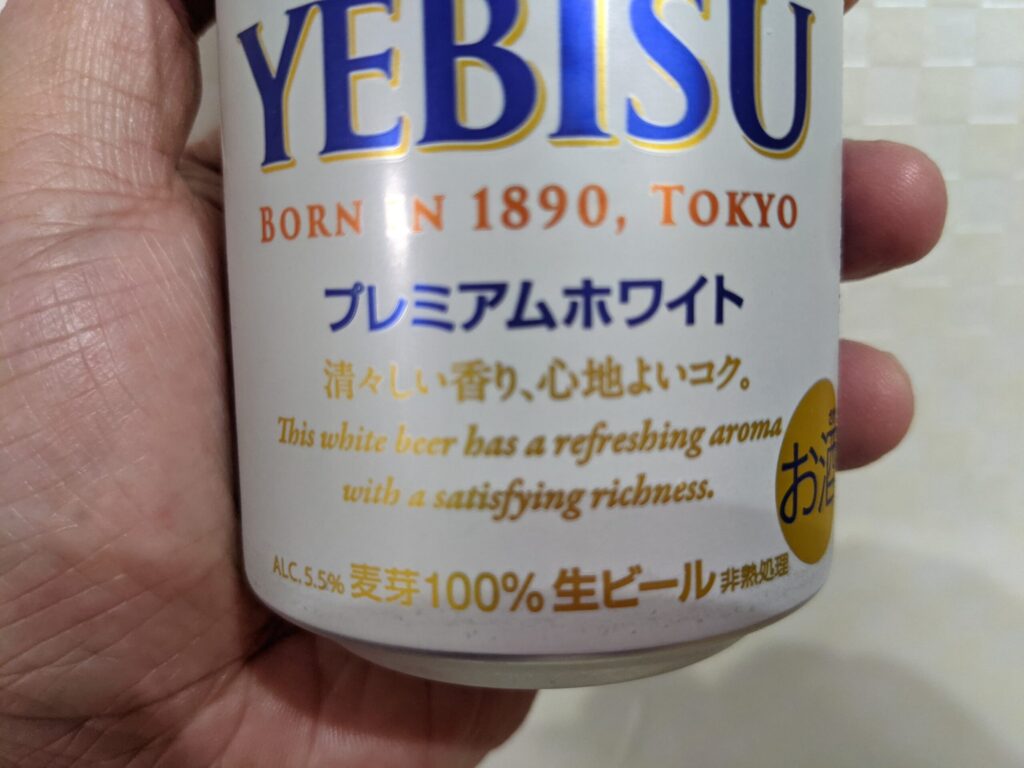 YEBISU
BORN IN 1890, TOKYO
プレミアムホワイト
清々しい香り、心地よいコク。
This white beer has a refreshing aroma
with a satisfying richness.
お酒
ALC. 5.5% 麦芽100% 生ビール 非熱処理